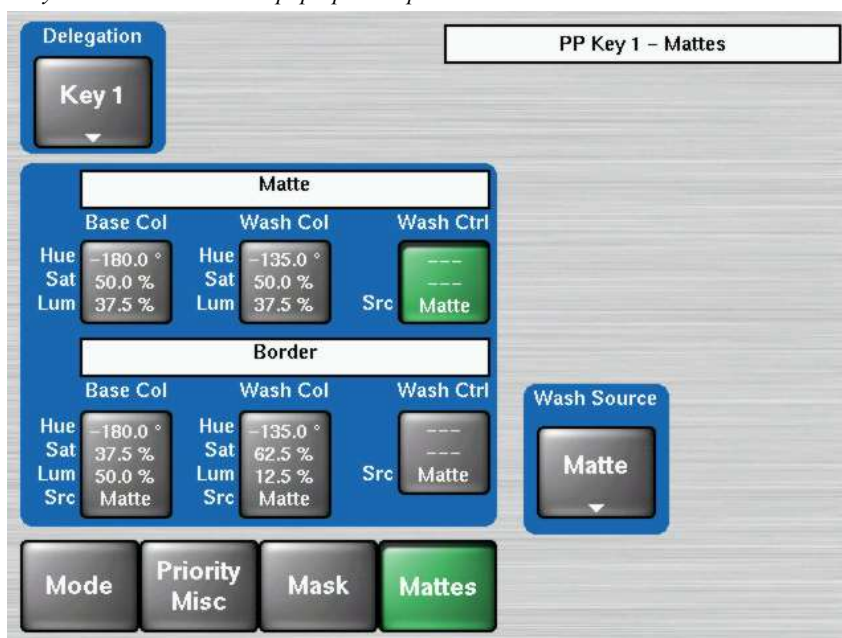 Delegation
PP Key 1 – Mattes
Key 1
Matte
Base Col Wash Col Wash Ctrl
Hue −180.0 ° Hue −135.0 ° ---
Sat 50.0 % Sat 50.0 % ---
Lum 37.5 % Lum 37.5 % Src Matte
Border
Base Col Wash Col Wash Ctrl
Wash Source
Hue −180.0 ° Hue −135.0 ° ---
Sat 37.5 % Sat 62.5 % ---
Lum 50.0 % Lum 12.5 % Src Matte
Src Matte Src Matte
Matte
Mode
Priority
Misc
Mask
Mattes